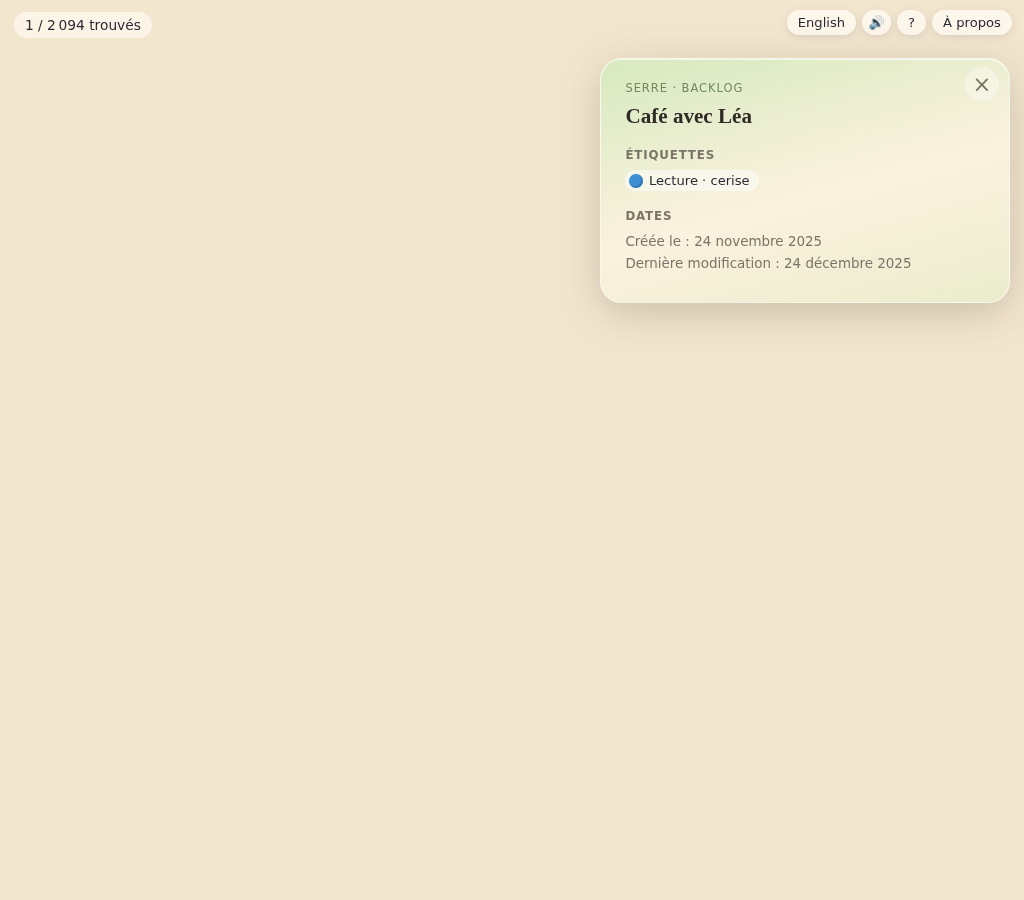 1 / 2 094 trouvés
English
?
À propos
SERRE · BACKLOG
Café avec Léa
ÉTIQUETTES
Lecture · cerise
DATES
Créée le : 24 novembre 2025
Dernière modification : 24 décembre 2025